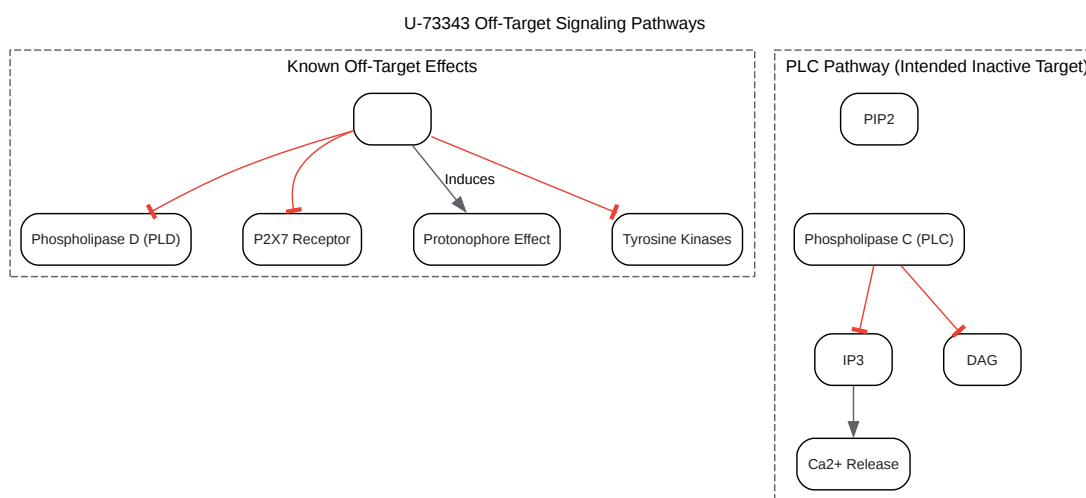 U-73343 Off-Target Signaling Pathways
Known Off-Target Effects
Induces
Phospholipase D (PLD)
P2X7 Receptor
Protonophore Effect
Tyrosine Kinases
PLC Pathway (Intended Inactive Target)
PIP2
Phospholipase C (PLC)
IP3
DAG
Ca2+ Release